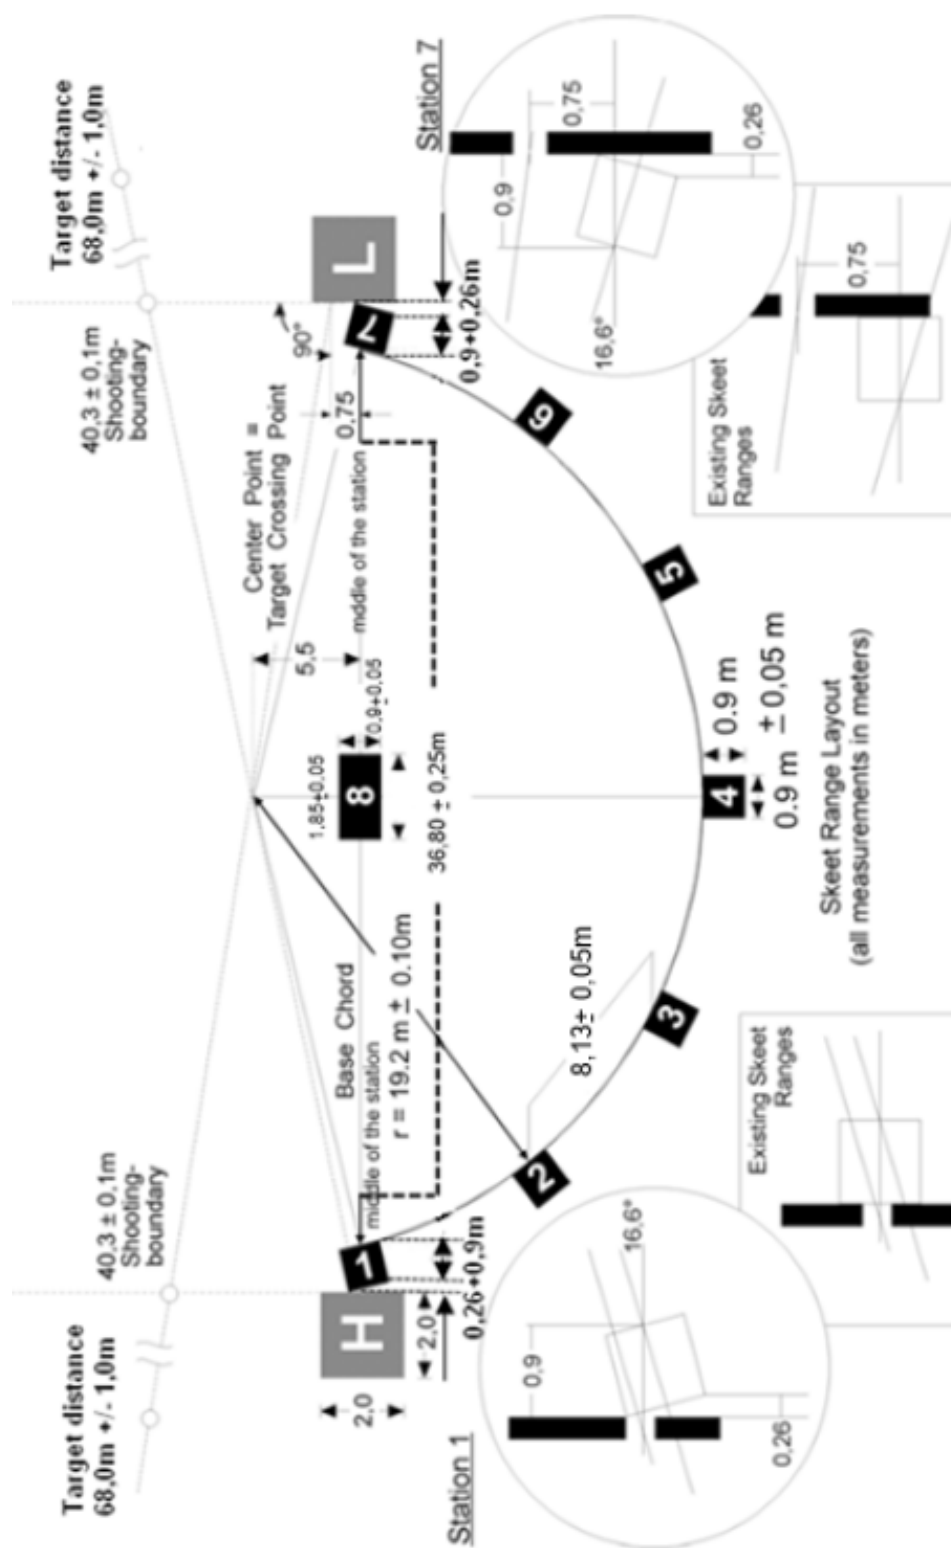 Target distance
68,0m +/- 1,0m
40,3 ± 0,1m
Shooting-
boundary
Target distance
68,0m +/- 1,0m
40,3 ± 0,1m
Shooting-
boundary
Center Point =
Target Crossing Point
90°
0,75
5,5
H
L
2,0
2,0
1
2
3
4
5
6
7
8
1,85±0.05
0,9±0,05
Base Chord
middle of the station
mddle of the station
r = 19.2 m ± 0.10m
36,80 ± 0,25m
8,13± 0,05m
0,26+0,9m
0,9+0,26m
0.9 m
0.9 m
± 0,05 m
Station 1
0,9
16,6°
0,26
Existing Skeet
Ranges
Station 7
0,75
0,9
0,26
16,6°
Existing Skeet
Ranges
0,75
Skeet Range Layout
(all measurements in meters)